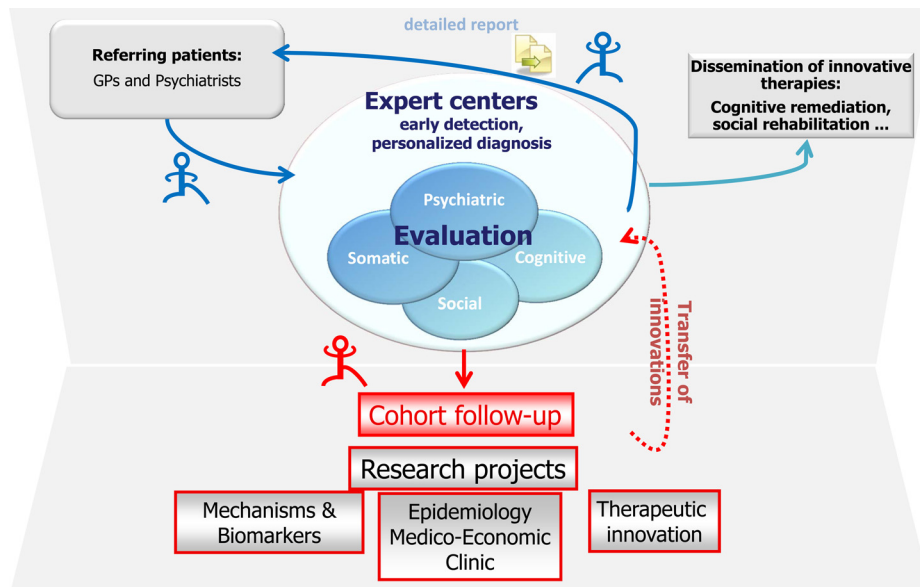 detailed report
Referring patients:
GPs and Psychiatrists
Dissemination of innovative
therapies:
Cognitive remediation,
social rehabilitation ...
Expert centers
early detection,
personalized diagnosis
Psychiatric
Evaluation
Somatic
Cognitive
Social
Transfer of
innovations
Cohort follow-up
Research projects
Mechanisms &
Biomarkers
Epidemiology
Medico-Economic
Clinic
Therapeutic
innovation